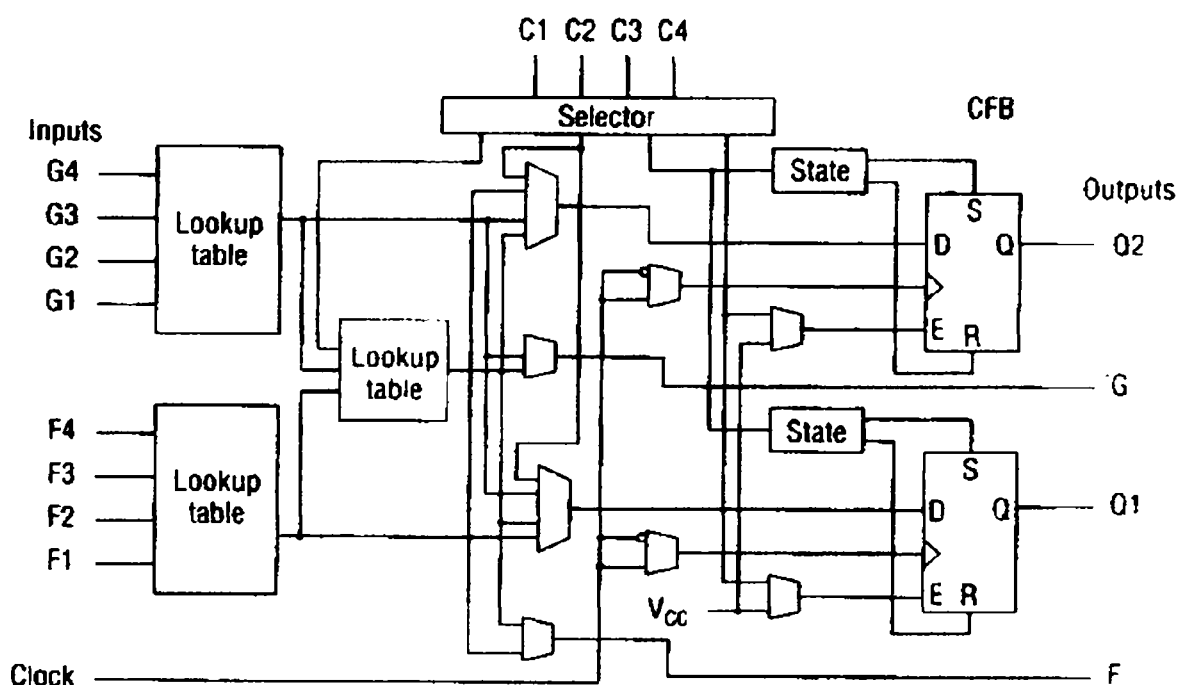 C1 C2 C3 C4
Selector
CFB
Inputs
G4
G3
G2
G1
Lookup
table
State
Outputs
S
D
Q
Q2
E
R
Lookup
table
G
F4
F3
F2
F1
Lookup
table
State
S
D
Q
Q1
E
R
VCC
Clock
F